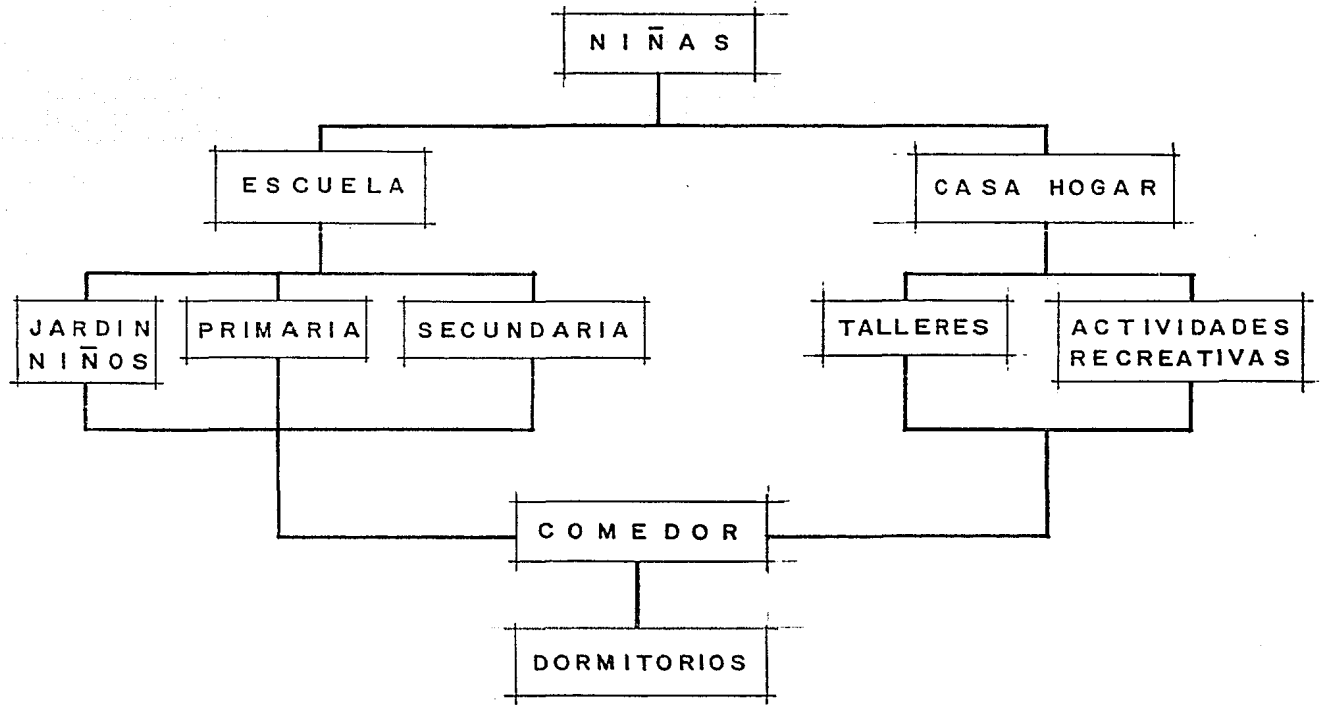 NIÑAS
ESCUELA
CASA HOGAR
JARDIN
NIÑOS
PRIMARIA
SECUNDARIA
TALLERES
ACTIVIDADES
RECREATIVAS
COMEDOR
DORMITORIOS